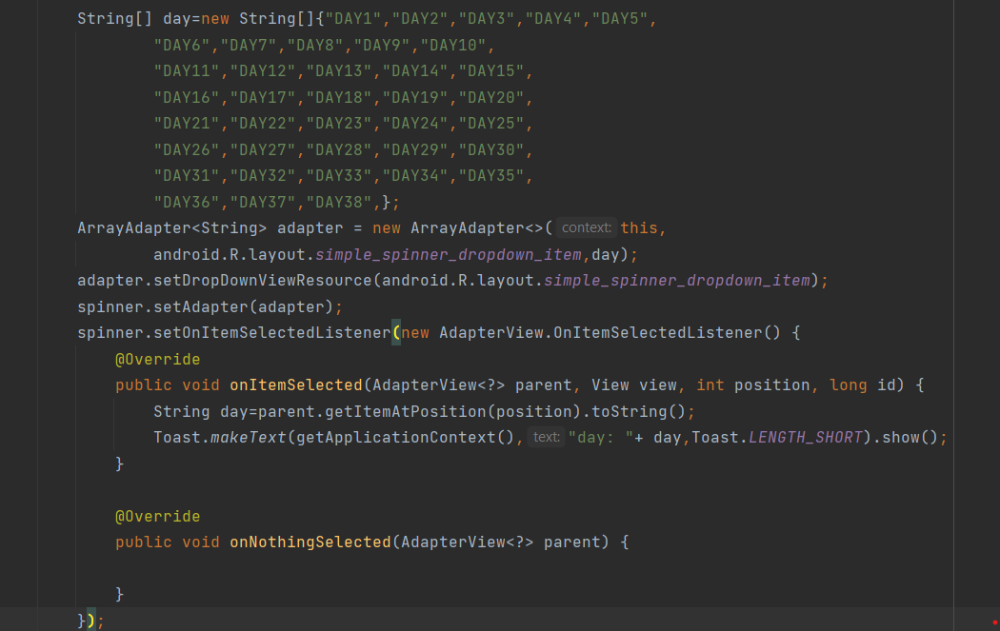 String[] day=new String[]{"DAY1","DAY2","DAY3","DAY4","DAY5",
"DAY6","DAY7","DAY8","DAY9","DAY10",
"DAY11","DAY12","DAY13","DAY14","DAY15",
"DAY16","DAY17","DAY18","DAY19","DAY20",
"DAY21","DAY22","DAY23","DAY24","DAY25",
"DAY26","DAY27","DAY28","DAY29","DAY30",
"DAY31","DAY32","DAY33","DAY34","DAY35",
"DAY36","DAY37","DAY38",};
ArrayAdapter<String> adapter = new ArrayAdapter<>( context: this,
android.R.layout.simple_spinner_dropdown_item,day);
adapter.setDropDownViewResource(android.R.layout.simple_spinner_dropdown_item);
spinner.setAdapter(adapter);
spinner.setOnItemSelectedListener(new AdapterView.OnItemSelectedListener() {
@Override
public void onItemSelected(AdapterView<?> parent, View view, int position, long id) {
String day=parent.getItemAtPosition(position).toString();
Toast.makeText(getApplicationContext(), text: "day: "+ day,Toast.LENGTH_SHORT).show();
}
@Override
public void onNothingSelected(AdapterView<?> parent) {
}
});